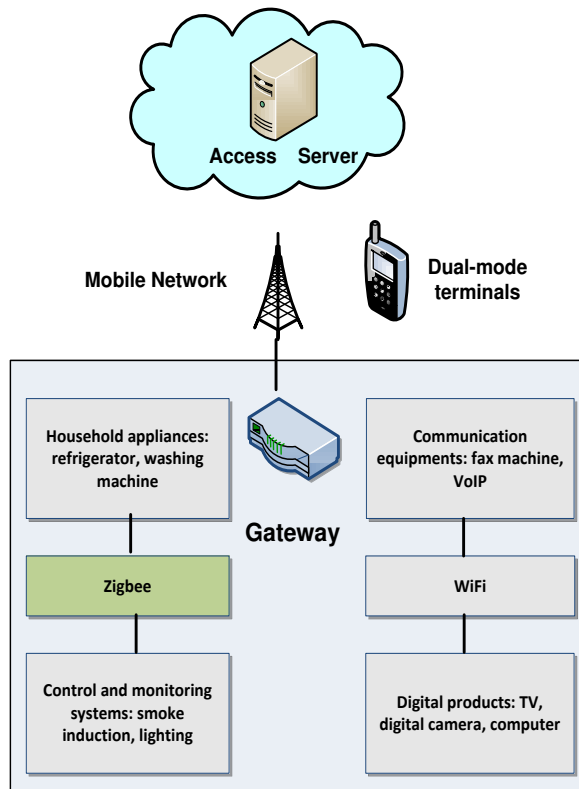 Access Server
Mobile Network
Dual-mode
terminals
Household appliances:
refrigerator, washing
machine
Communication
equipments: fax machine,
VoIP
Gateway
Zigbee
WiFi
Control and monitoring
systems: smoke
induction, lighting
Digital products: TV,
digital camera, computer